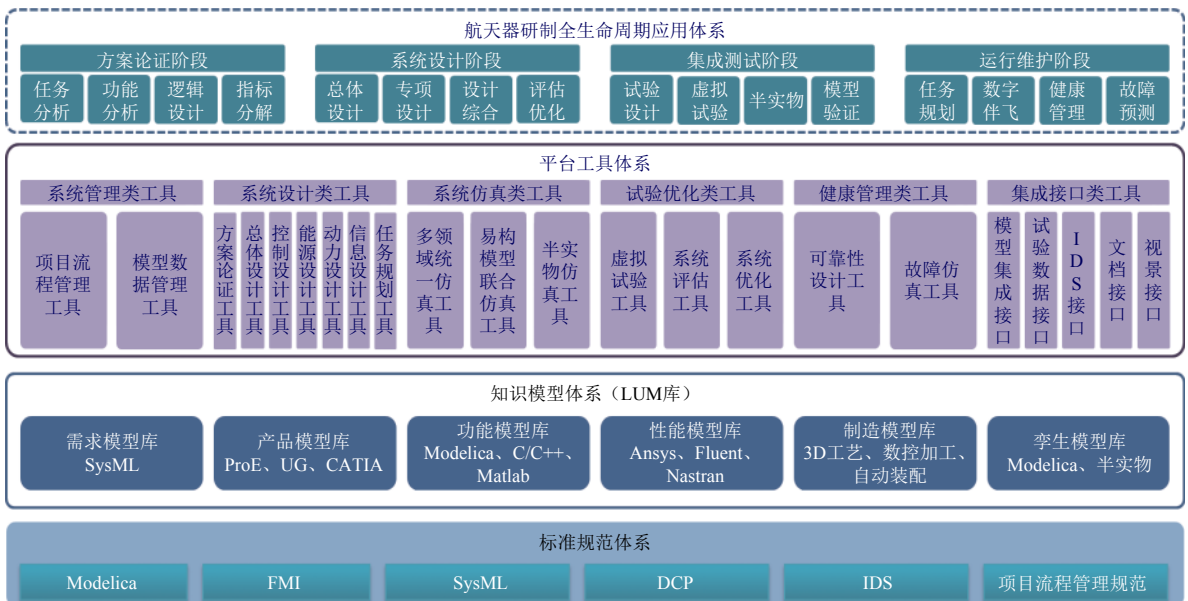 航天器研制全生命周期应用体系
方案论证阶段
任务
分析
功能
分析
逻辑
设计
指标
分解
系统设计阶段
总体
设计
专项
设计
设计
综合
评估
优化
集成测试阶段
试验
设计
虚拟
试验
半实物
模型
验证
运行维护阶段
任务
规划
数字
伴飞
健康
管理
故障
预测
平台工具体系
系统管理类工具
项目流
程管理
工具
模型数
据管理
工具
系统设计类工具
方案论证工具
总体设计工具
控制设计工具
能源设计工具
动力设计工具
信息设计工具
任务规划工具
系统仿真类工具
多领
域统
一仿
真工
具
易构
模型
联合
仿真
工具
半实
物仿
真工
具
试验优化类工具
虚拟
试验
工具
系统
评估
工具
系统
优化
工具
健康管理类工具
可靠性
设计工
具
故障仿
真工具
集成接口类工具
模型集成接口
试验数据接口
IDS接口
文档接口
视景接口
知识模型体系（LUM库）
需求模型库
SysML
产品模型库
ProE、UG、CATIA
功能模型库
Modelica、C/C++、
Matlab
性能模型库
Ansys、Fluent、
Nastran
制造模型库
3D工艺、数控加工、
自动装配
孪生模型库
Modelica、半实物
标准规范体系
Modelica
FMI
SysML
DCP
IDS
项目流程管理规范